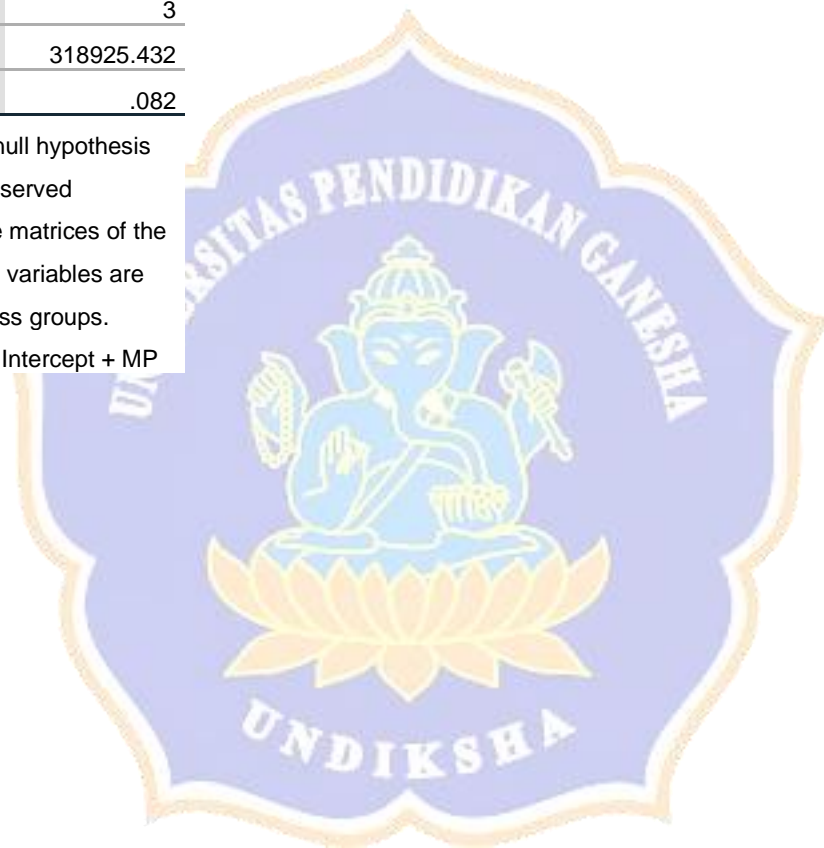 3
318925.432
.082
null hypothesis
served
e matrices of the
variables are
ss groups.
Intercept + MP
UNIVERSITAS PENDIDIKAN GANESHA
UNDIKSHA